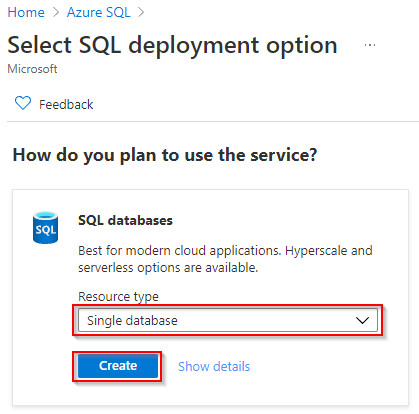 Home > Azure SQL >
Select SQL deployment option ...
Microsoft
Feedback
How do you plan to use the service?
SQL
SQL databases
Best for modern cloud applications. Hyperscale and
serverless options are available.
Resource type
Single database
Create Show details